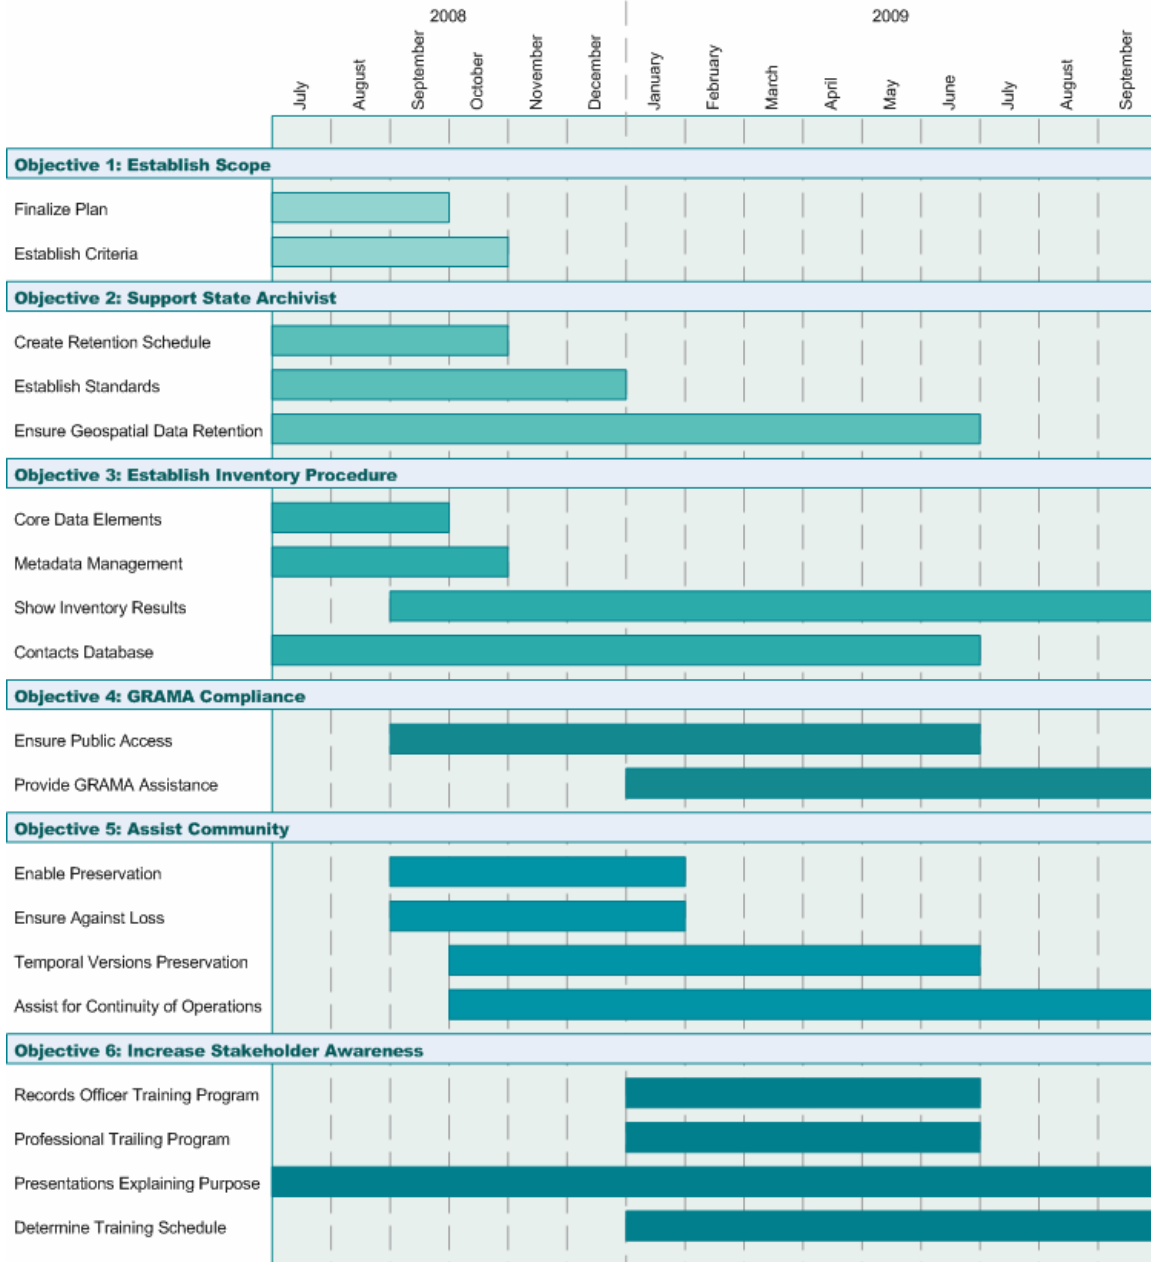 2008 2009
July August September October November December January February March April May June July August September
Objective 1: Establish Scope
Finalize Plan
Establish Criteria
Objective 2: Support State Archivist
Create Retention Schedule
Establish Standards
Ensure Geospatial Data Retention
Objective 3: Establish Inventory Procedure
Core Data Elements
Metadata Management
Show Inventory Results
Contacts Database
Objective 4: GRAMA Compliance
Ensure Public Access
Provide GRAMA Assistance
Objective 5: Assist Community
Enable Preservation
Ensure Against Loss
Temporal Versions Preservation
Assist for Continuity of Operations
Objective 6: Increase Stakeholder Awareness
Records Officer Training Program
Professional Trailing Program
Presentations Explaining Purpose
Determine Training Schedule